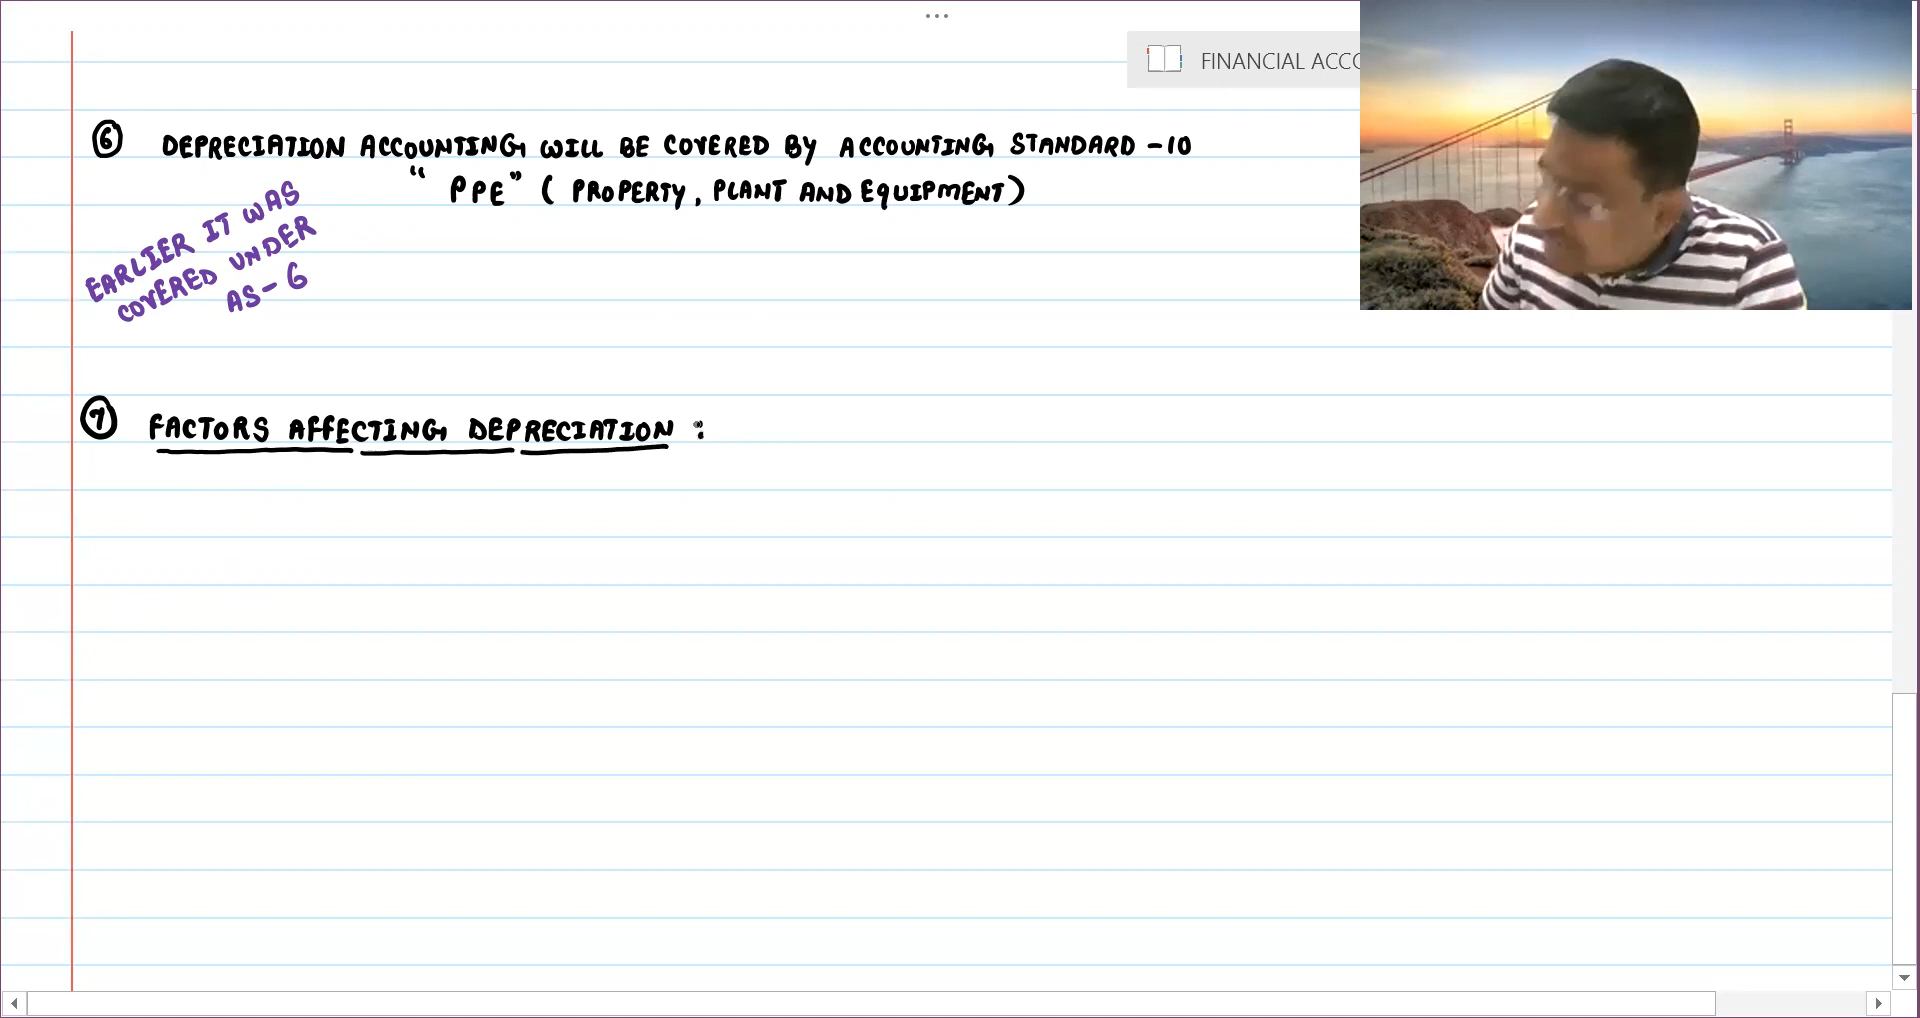 FINANCIAL ACCO
6 DEPRECIATION ACCOUNTING WILL BE COVERED BY ACCOUNTING STANDARD -10
"PPE" (PROPERTY, PLANT AND EQUIPMENT)
EARLIER IT WAS
COVERED UNDER
AS-6
7 FACTORS AFFECTING DEPRECIATION :